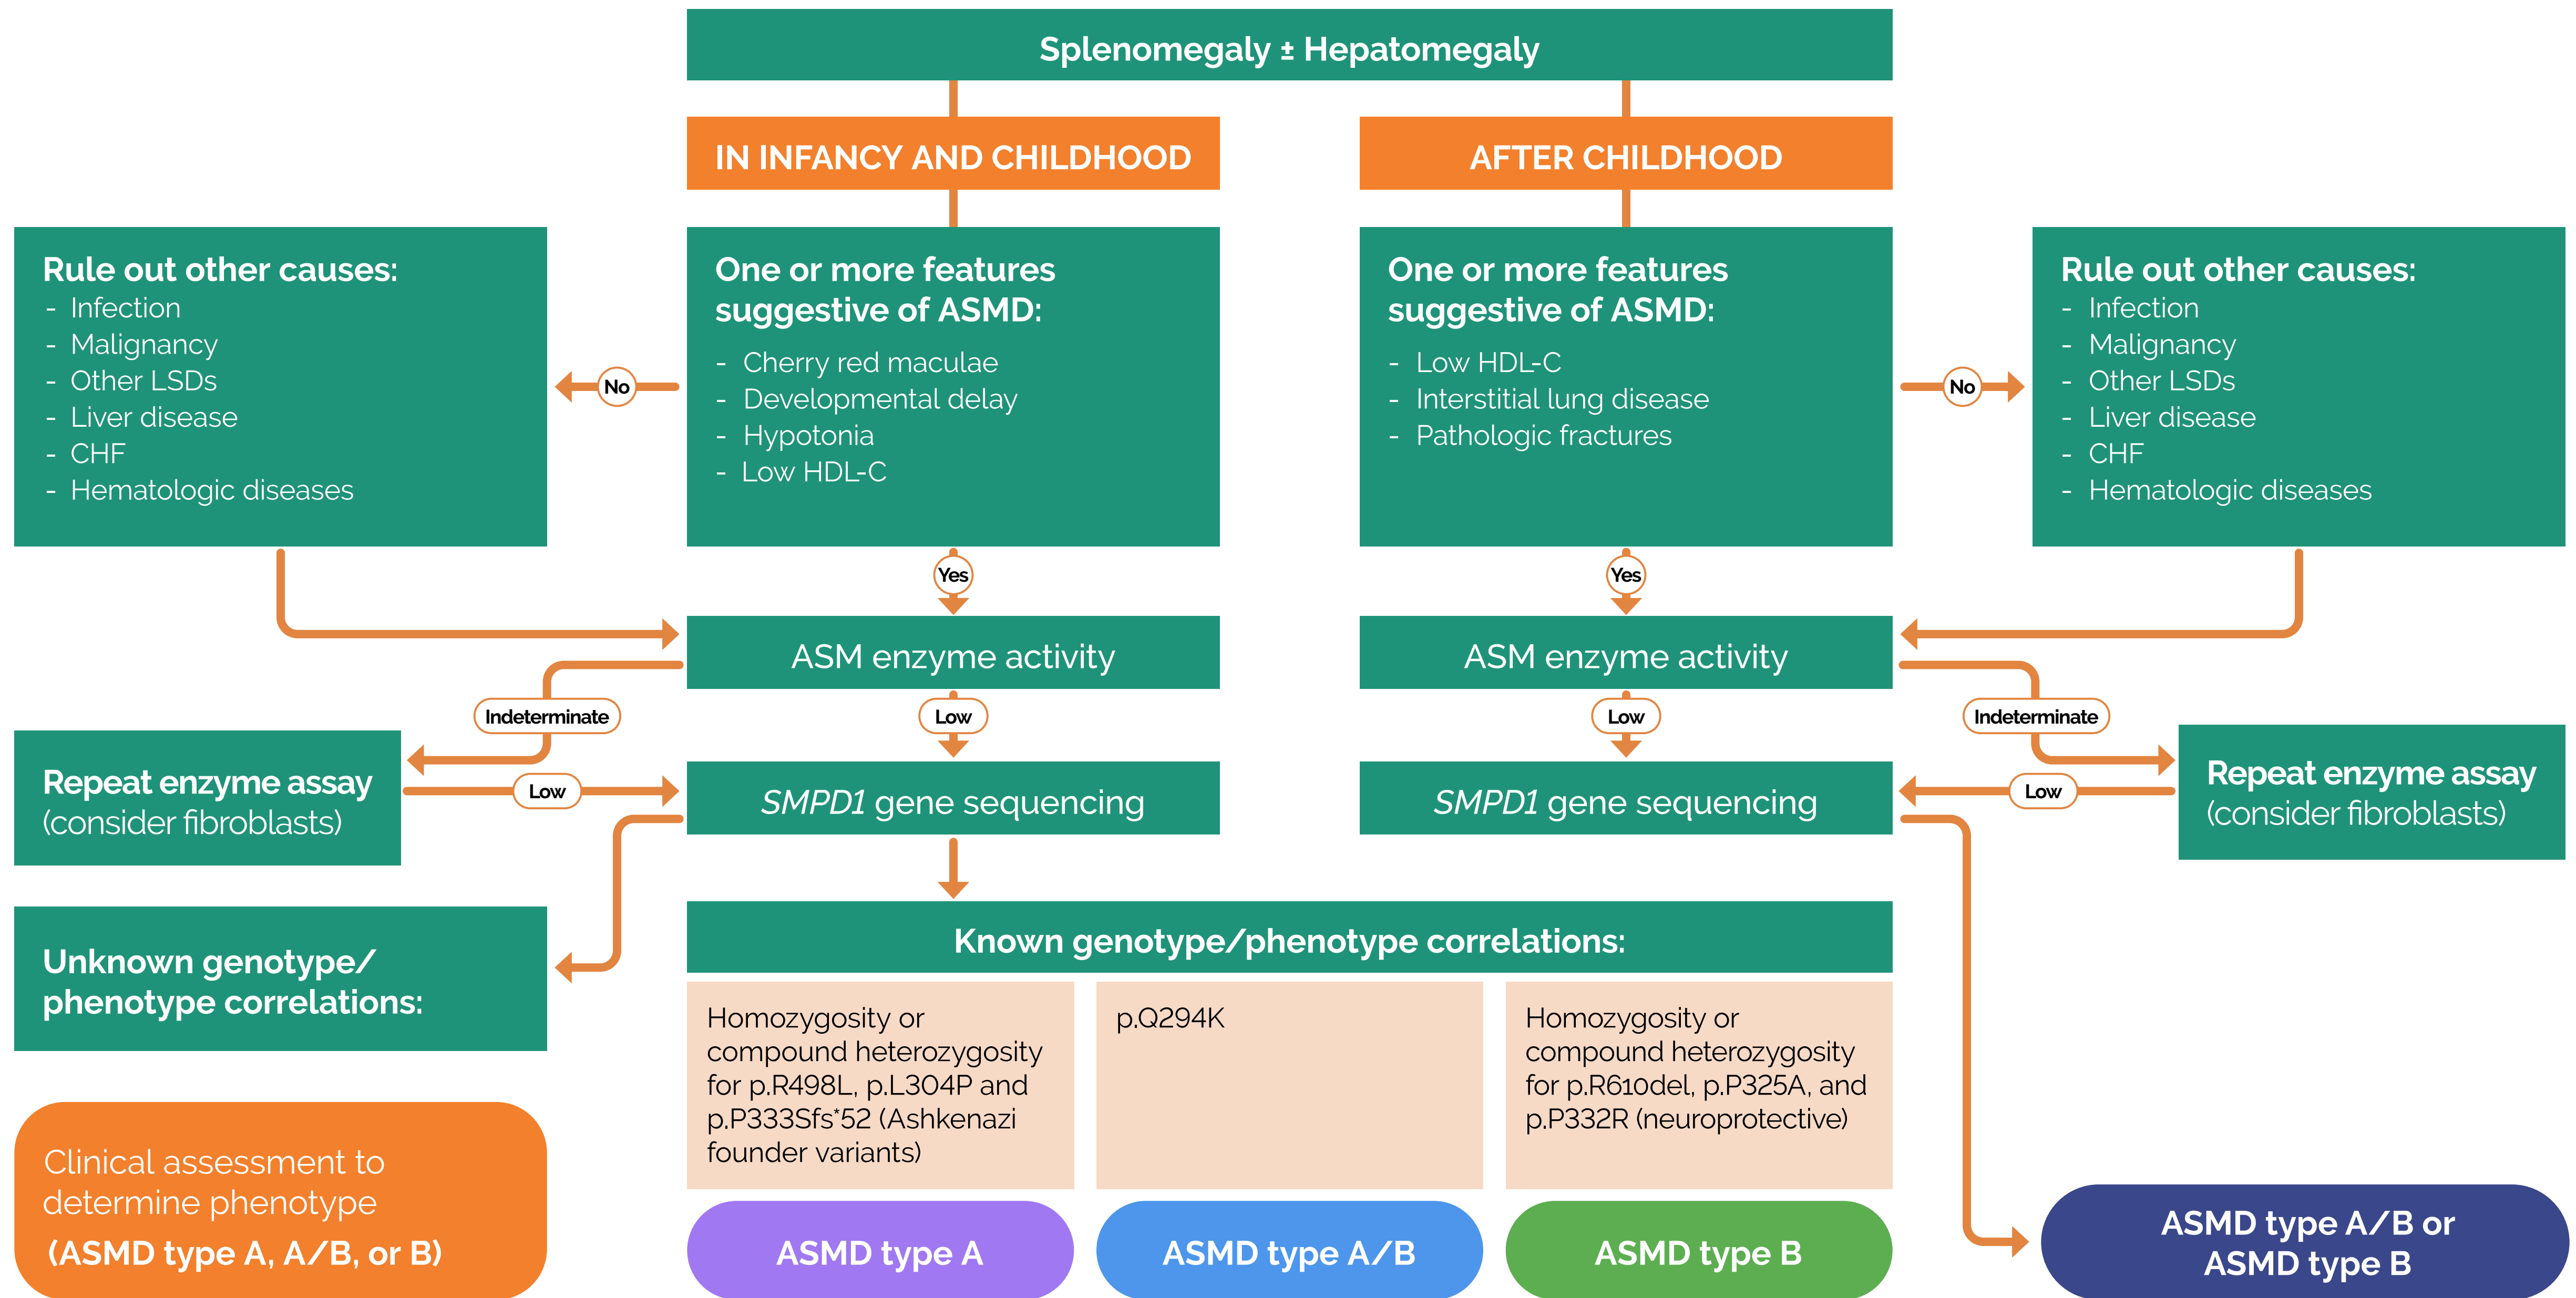 Splenomegaly ± Hepatomegaly
IN INFANCY AND CHILDHOOD
AFTER CHILDHOOD
Rule out other causes:
- Infection
- Malignancy
- Other LSDs
- Liver disease
- CHF
- Hematologic diseases
No
One or more features
suggestive of ASMD:
- Cherry red maculae
- Developmental delay
- Hypotonia
- Low HDL-C
One or more features
suggestive of ASMD:
- Low HDL-C
- Interstitial lung disease
- Pathologic fractures
No
Rule out other causes:
- Infection
- Malignancy
- Other LSDs
- Liver disease
- CHF
- Hematologic diseases
Yes
Yes
ASM enzyme activity
ASM enzyme activity
Indeterminate
Low
Low
Indeterminate
Repeat enzyme assay
(consider fibroblasts)
Low
SMPD1 gene sequencing
SMPD1 gene sequencing
Low
Repeat enzyme assay
(consider fibroblasts)
Unknown genotype/
phenotype correlations:
Known genotype/phenotype correlations:
Homozygosity or
compound heterozygosity
for p.R498L, p.L304P and
p.P333Sfs*52 (Ashkenazi
founder variants)
p.Q294K
Homozygosity or
compound heterozygosity
for p.R610del, p.P325A, and
p.P332R (neuroprotective)
Clinical assessment to
determine phenotype
(ASMD type A, A/B, or B)
ASMD type A
ASMD type A/B
ASMD type B
ASMD type A/B or
ASMD type B